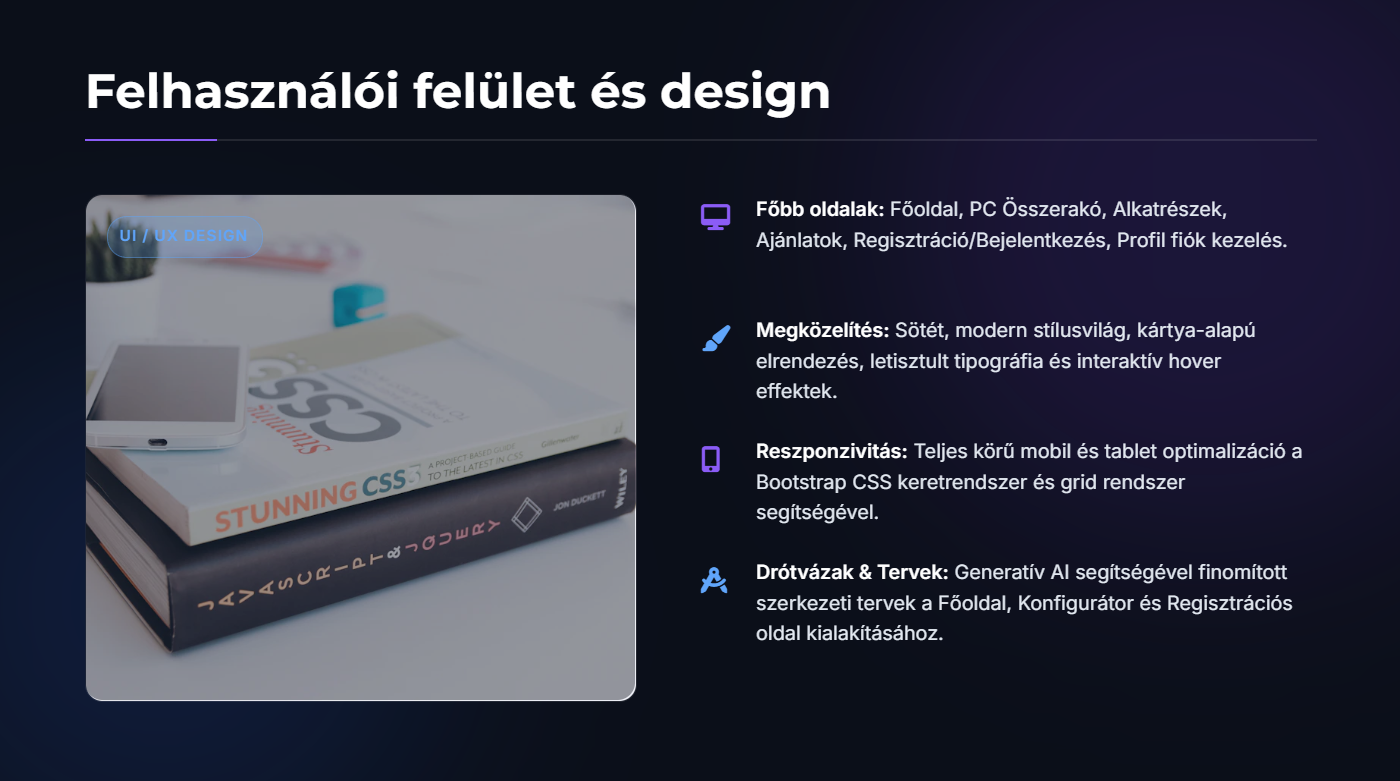 Felhasználói felület és design
UI / UX DESIGN
Főbb oldalak: Főoldal, PC Összerakó, Alkatrészek,
Ajánlatok, Regisztráció/Bejelentkezés, Profil fiók kezelés.
Megközelítés: Sötét, modern stílusvilág, kártya-alapú
elrendezés, letisztult tipográfia és interaktív hover
effektek.
Reszponzivitás: Teljes körű mobil és tablet optimalizáció a
Bootstrap CSS keretrendszer és grid rendszer
segítségével.
Drótvázak & Tervek: Generatív AI segítségével finomított
szerkezeti tervek a Főoldal, Konfigurátor és Regisztrációs
oldal kialakításához.
Stunning
CSS
STUNNING CSS3
A PROJECT-BASED GUIDE
TO THE LATEST IN CSS
JAVASCRIPT & JQUERY
JON DUCKETT
WILEY